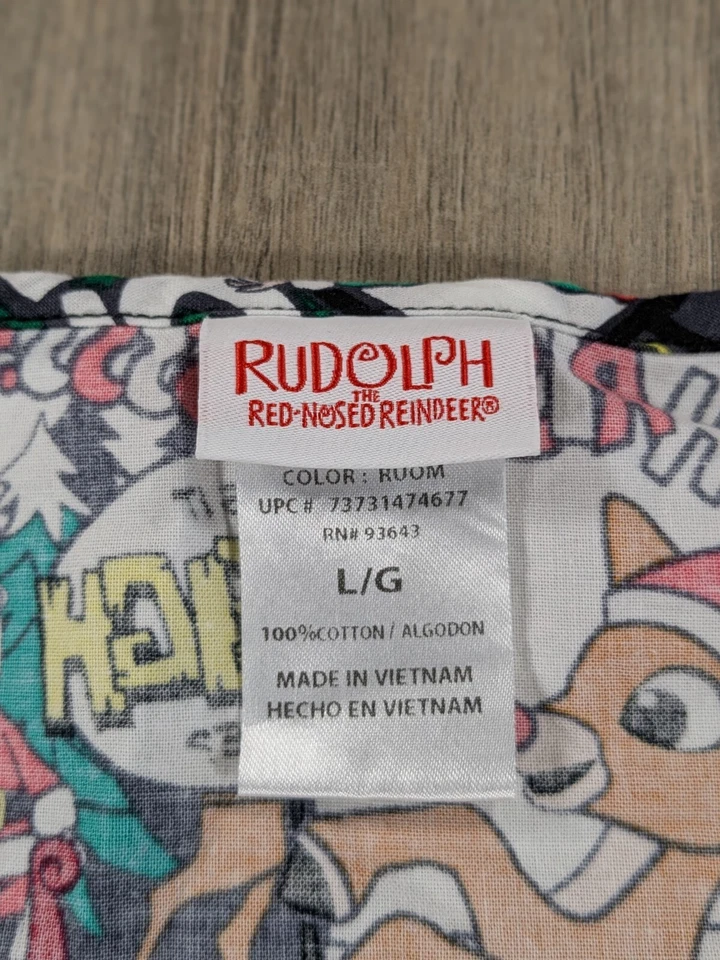 RUDOLPH
THE
RED-NOSED REINDEER®
COLOR : RUOM
UPC # 73731474677
RN# 93643
L/G
100%COTTON / ALGODON
MADE IN VIETNAM
HECHO EN VIETNAM